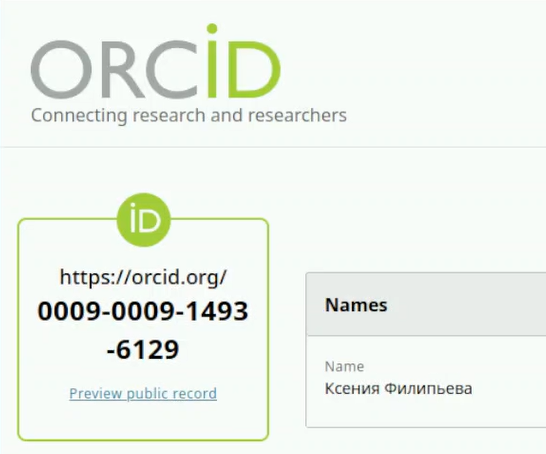 ORCiD
Connecting research and researchers
iD
https://orcid.org/
0009-0009-1493
-6129
Preview public record
Names
Name
Ксения Филипьева